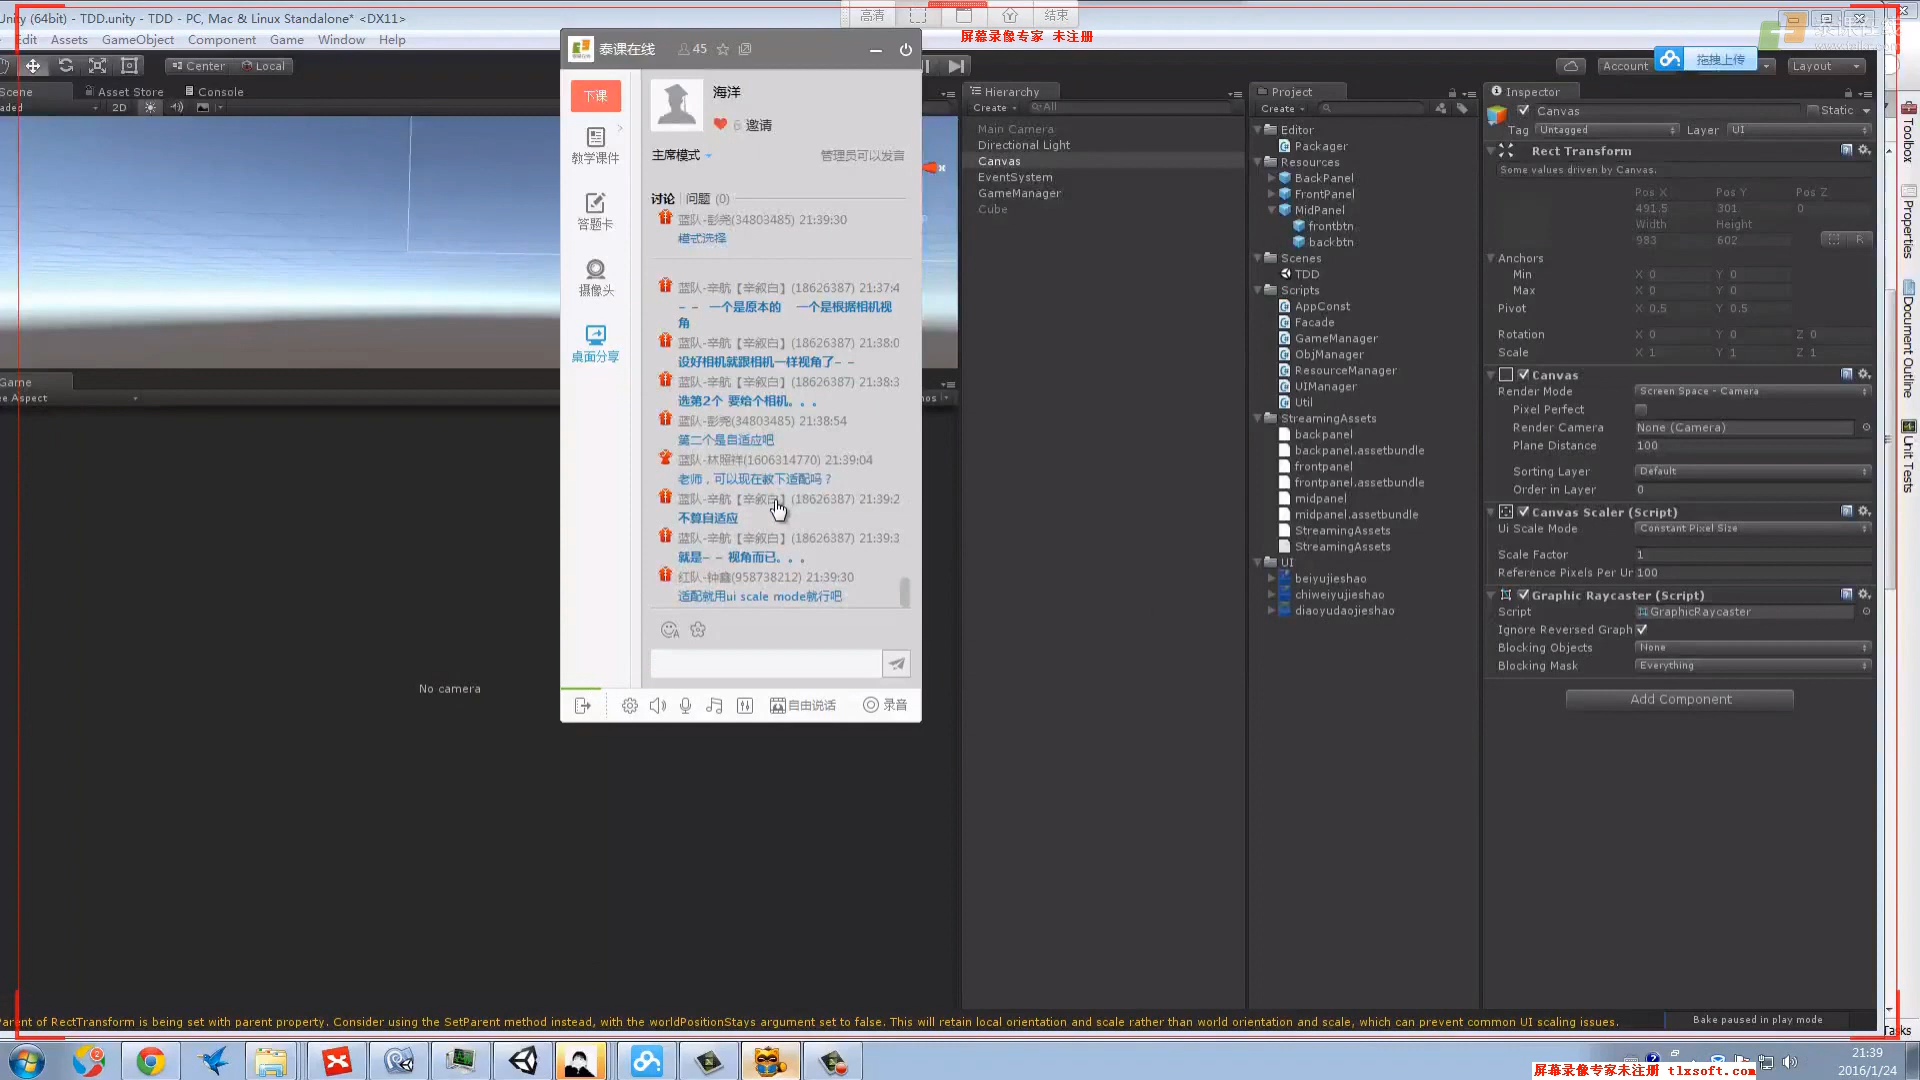 Unity (64bit) - TDD.unity - TDD - PC, Mac & Linux Standalone* <DX11>
Edit Assets GameObject Component Game Window Help
高清
结束
屏幕录像专家 未注册
Center Local
Account
拖拽上传
Layout
Scene
Asset Store
Console
2D
Game
No camera
泰课在线 45
下课
教学课件
答题卡
摄像头
桌面分享
海洋
6 邀请
主席模式
管理员可以发言
讨论 问题 (0)
蓝队-彭尧(34803485) 21:39:30
模式选择
蓝队-辛航【辛叙白】(18626387) 21:37:4
- - 一个是原本的 一个是根据相机视
角
蓝队-辛航【辛叙白】(18626387) 21:38:0
设好相机就跟相机一样视角了- -
蓝队-辛航【辛叙白】(18626387) 21:38:3
选第2个 要给个相机。。。
蓝队-彭尧(34803485) 21:38:54
第二个是自适应吧
蓝队-林照祥(1606314770) 21:39:04
老师，可以现在教下适配吗？
蓝队-辛航【辛叙白】(18626387) 21:39:2
不算自适应
蓝队-辛航【辛叙白】(18626387) 21:39:3
就是- - 视角而已。。。
红队-钟鑫(958738212) 21:39:30
适配就用ui scale mode就行吧
自由说话
录音
Hierarchy
Create
All
Main Camera
Directional Light
Canvas
EventSystem
GameManager
Cube
Project
Create
Editor
Packager
Resources
BackPanel
FrontPanel
MidPanel
frontbtn
backbtn
Scenes
TDD
Scripts
AppConst
Facade
GameManager
ObjManager
ResourceManager
UIManager
Util
StreamingAssets
backpanel
backpanel.assetbundle
frontpanel
frontpanel.assetbundle
midpanel
midpanel.assetbundle
StreamingAssets
StreamingAssets
UI
beiyujieshao
chiweiyujieshao
diaoyudaojieshao
Inspector
Canvas Static
Tag Untagged Layer UI
Rect Transform
Some values driven by Canvas.
Pos X Pos Y Pos Z
491.5 301 0
Width Height
983 602
R
Anchors
Min X 0 Y 0
Max X 0 Y 0
Pivot X 0.5 Y 0.5
Rotation X 0 Y 0 Z 0
Scale X 1 Y 1 Z 1
Canvas
Render Mode Screen Space - Camera
Pixel Perfect
Render Camera None (Camera)
Plane Distance 100
Sorting Layer Default
Order in Layer 0
Canvas Scaler (Script)
Ui Scale Mode Constant Pixel Size
Scale Factor 1
Reference Pixels Per Ur 100
Graphic Raycaster (Script)
Script GraphicRaycaster
Ignore Reversed Graph
Blocking Objects None
Blocking Mask Everything
Add Component
Toolbox
Properties
Document Outline
Unit Tests
Parent of RectTransform is being set with parent property. Consider using the SetParent method instead, with the worldPositionStays argument set to false. This will retain local orientation and scale rather than world orientation and scale, which can prevent common UI scaling issues.
Bake paused in play mode
Tasks
21:39
2016/1/24
屏幕录像专家未注册 tlxsoft.com